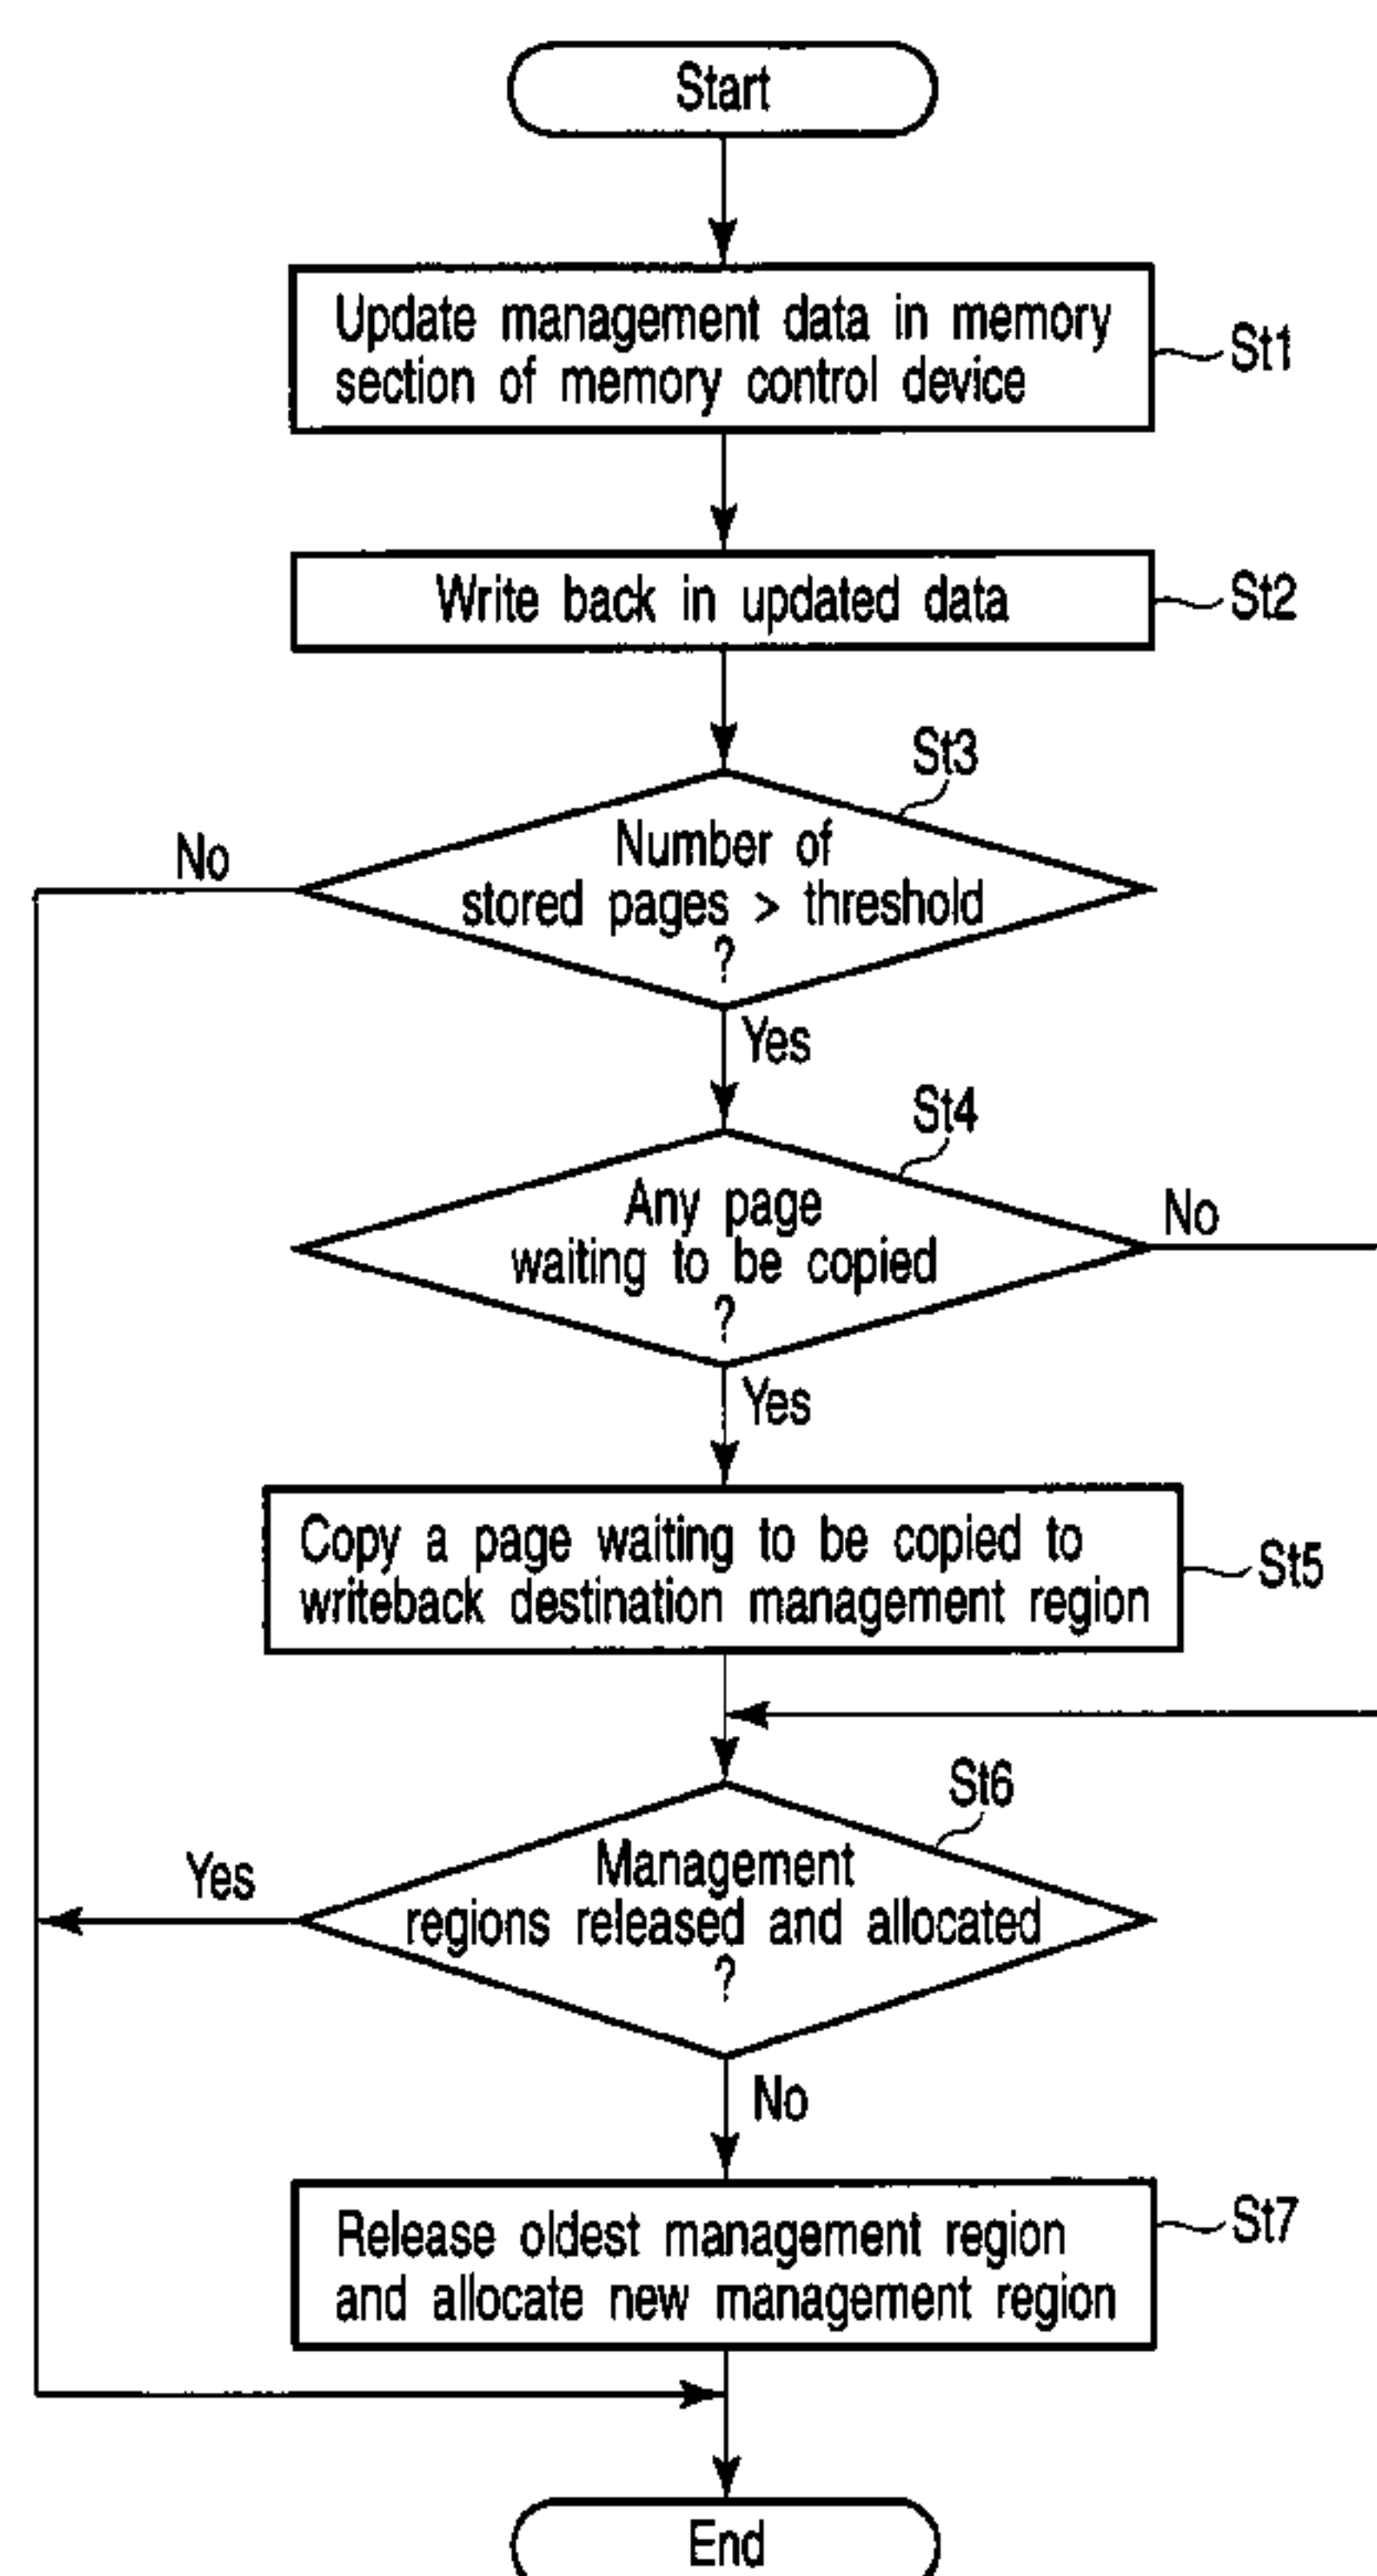 Start
Update management data in memory
section of memory control device
St1
Write back in updated data
St2
St3
No
Number of
stored pages > threshold
?
Yes
St4
Any page
waiting to be copied
?
No
Yes
Copy a page waiting to be copied to
writeback destination management region
St5
St6
Management
regions released and allocated
?
Yes
No
Release oldest management region
and allocate new management region
St7
End